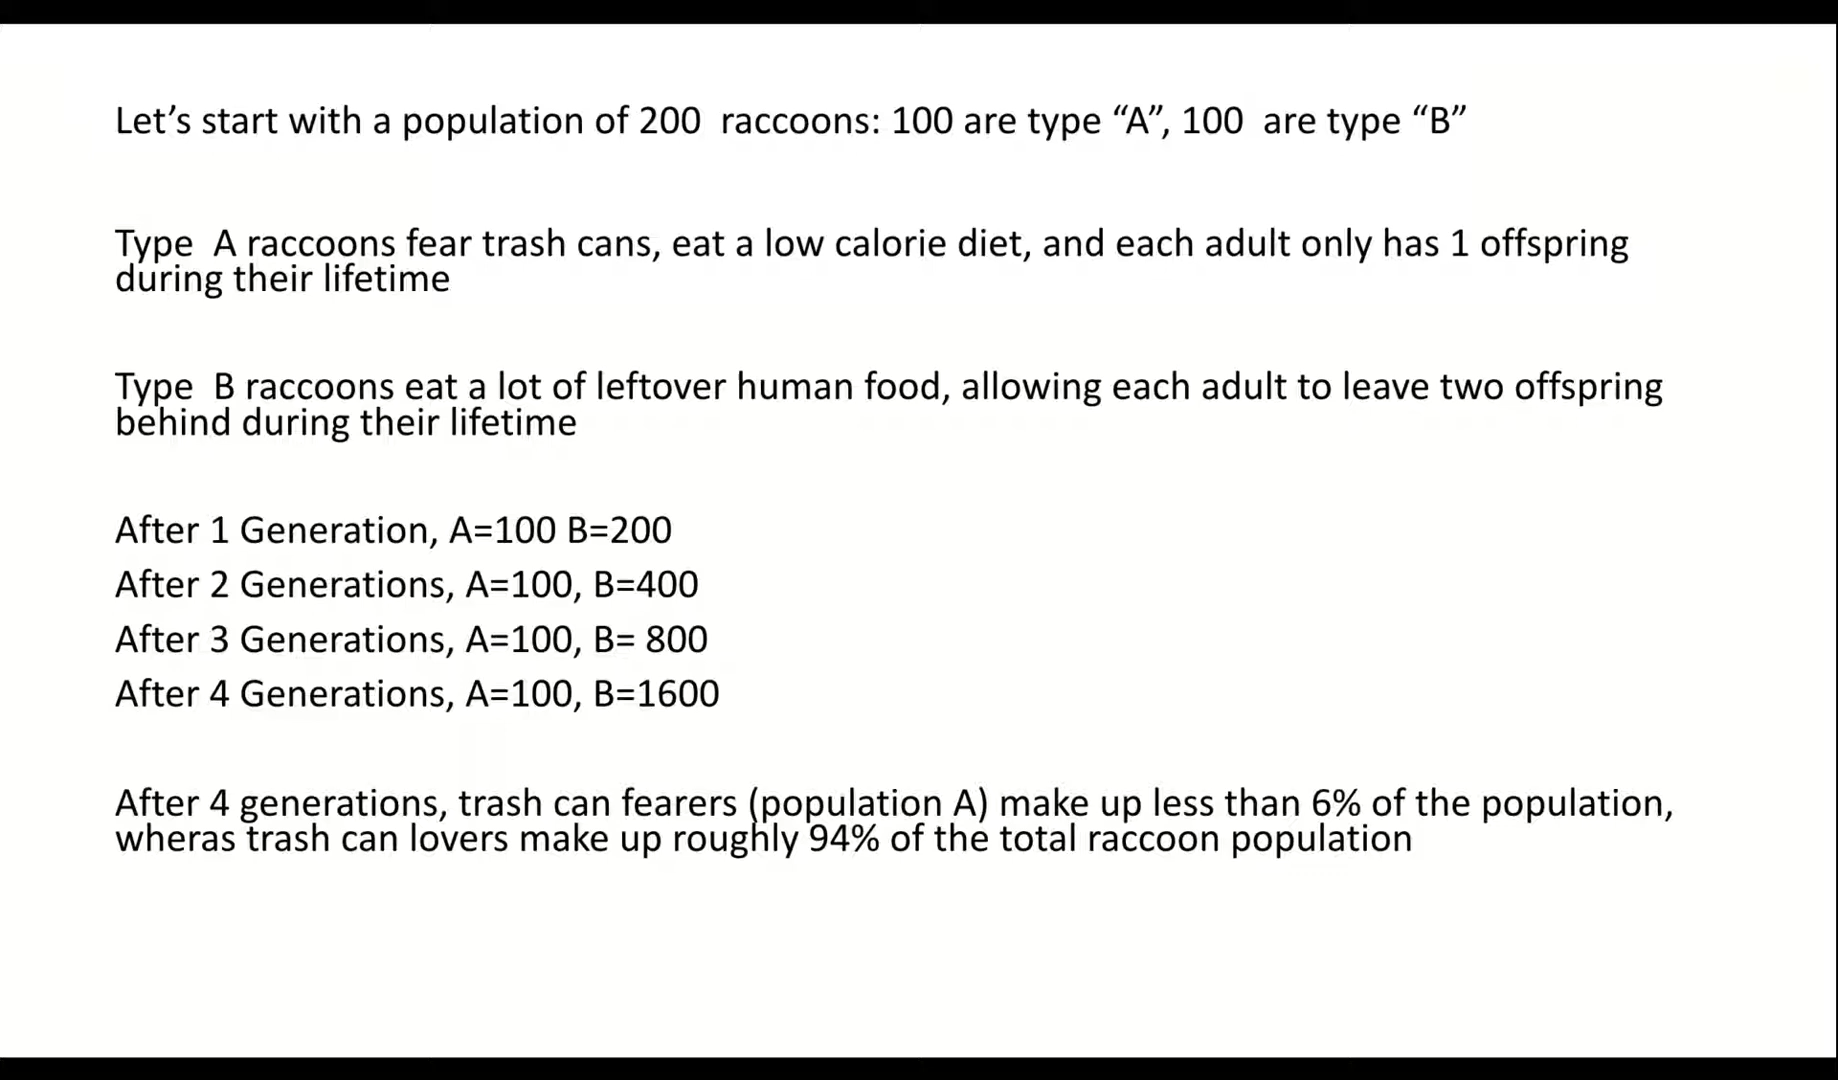 Let’s start with a population of 200  raccoons: 100 are type “A”, 100  are type “B”
Type  A raccoons fear trash cans, eat a low calorie diet, and each adult only has 1 offspring
during their lifetime
Type  B raccoons eat a lot of leftover human food, allowing each adult to leave two offspring
behind during their lifetime
After 1 Generation, A=100 B=200
After 2 Generations, A=100, B=400
After 3 Generations, A=100, B= 800
After 4 Generations, A=100, B=1600
After 4 generations, trash can fearers (population A) make up less than 6% of the population,
wheras trash can lovers make up roughly 94% of the total raccoon population